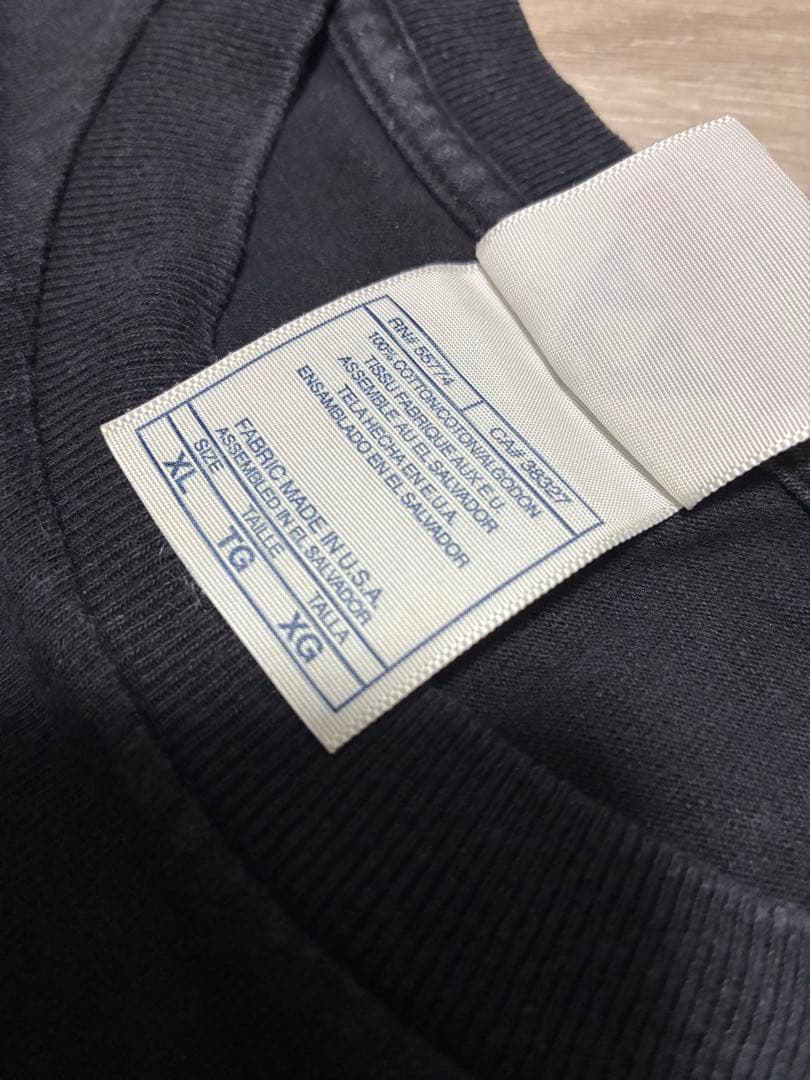 RN# 55774 CA# 38327
100% COTTON/COTON/ALGODON
TISSU FABRIQUE AUX E.U.
ASSEMBLE AU EL SALVADOR
TELA HECHA EN E.U.A.
ENSAMBLADO EN EL SALVADOR
FABRIC MADE IN U.S.A.
ASSEMBLED IN EL SALVADOR
SIZE TAILLE TALLA
XL TG XG